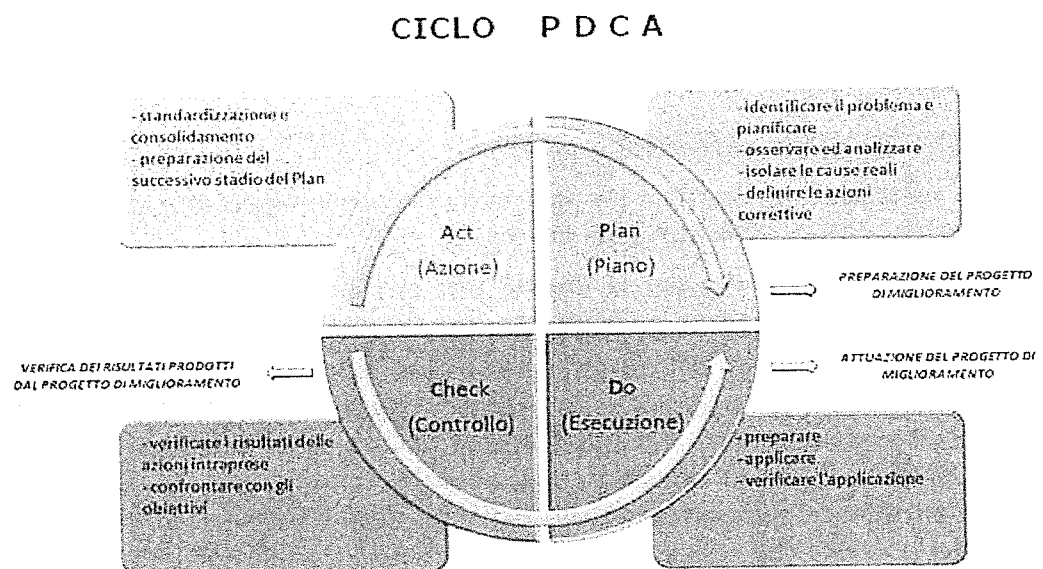 CICLO PDCA
- standardizzazione e
consolidamento
- preparazione del
successivo stadio del Plan
- identificare il problema e
pianificare
- osservare ed analizzare
- isolare le cause reali
- definire le azioni
correttive
Act
(Azione)
Plan
(Piano)
PREPARAZIONE DEL PROGETTO
DI MIGLIORAMENTO
VERIFICA DEI RISULTATI PRODOTTI
DAL PROGETTO DI MIGLIORAMENTO
ATTUAZIONE DEL PROGETTO DI
MIGLIORAMENTO
Check
(Controllo)
Do
(Esecuzione)
- verificate i risultati delle
azioni intraprese
- confrontare con gli
obiettivi
- preparare
- applicare
- verificare l'applicazione